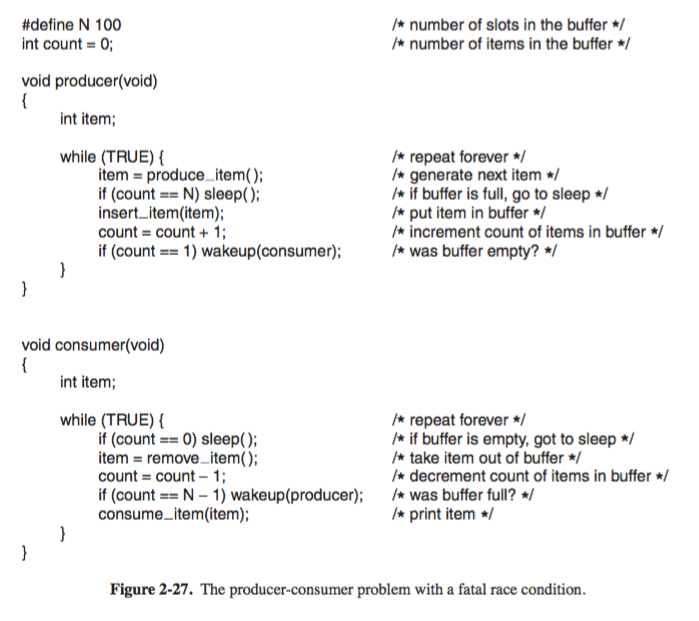 #define N 100 /* number of slots in the buffer */
int count = 0; /* number of items in the buffer */
void producer(void)
{
int item;
while (TRUE) { /* repeat forever */
item = produce_item(); /* generate next item */
if (count == N) sleep(); /* if buffer is full, go to sleep */
insert_item(item); /* put item in buffer */
count = count + 1; /* increment count of items in buffer */
if (count == 1) wakeup(consumer); /* was buffer empty? */
}
}
void consumer(void)
{
int item;
while (TRUE) { /* repeat forever */
if (count == 0) sleep(); /* if buffer is empty, got to sleep */
item = remove_item(); /* take item out of buffer */
count = count – 1; /* decrement count of items in buffer */
if (count == N – 1) wakeup(producer); /* was buffer full? */
consume_item(item); /* print item */
}
}
Figure 2-27. The producer-consumer problem with a fatal race condition.